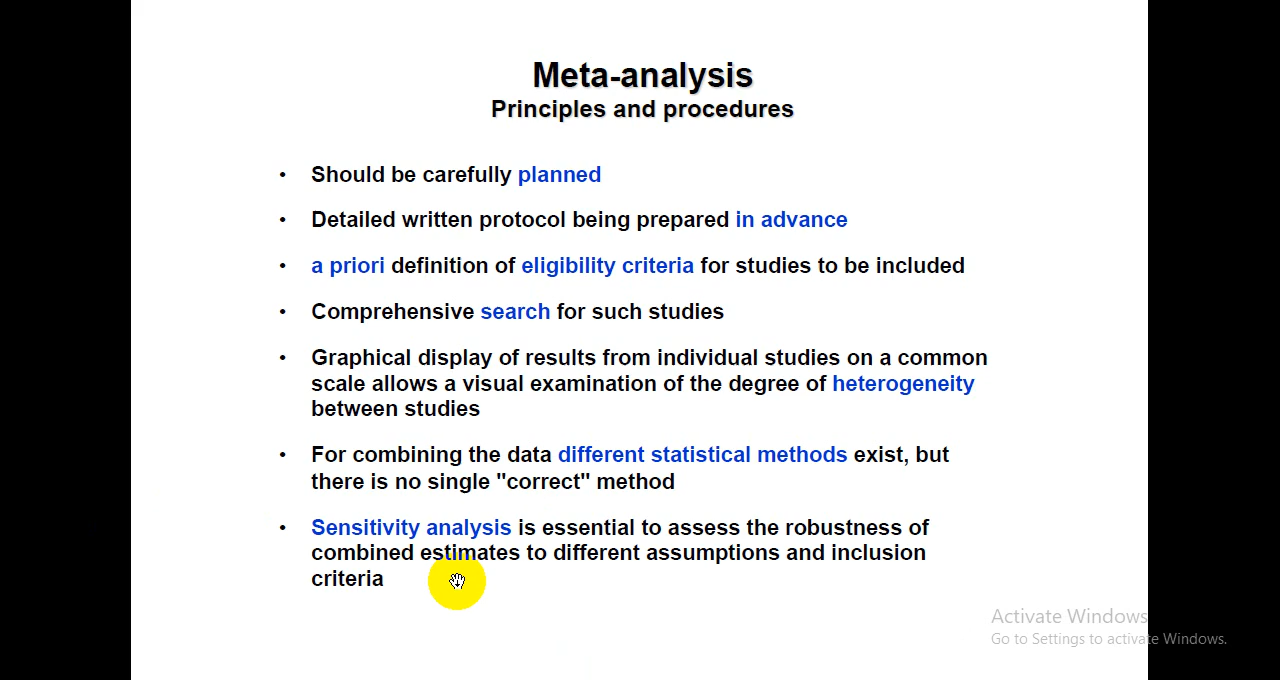 Meta-analysis
Principles and procedures
• Should be carefully planned
• Detailed written protocol being prepared in advance
• a priori definition of eligibility criteria for studies to be included
• Comprehensive search for such studies
• Graphical display of results from individual studies on a common
scale allows a visual examination of the degree of heterogeneity
between studies
• For combining the data different statistical methods exist, but
there is no single "correct" method
• Sensitivity analysis is essential to assess the robustness of
combined estimates to different assumptions and inclusion
criteria
Activate Windows
Go to Settings to activate Windows.